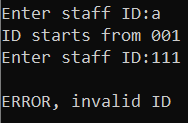 Enter staff ID:a
ID starts from 001
Enter staff ID:111
ERROR, invalid ID